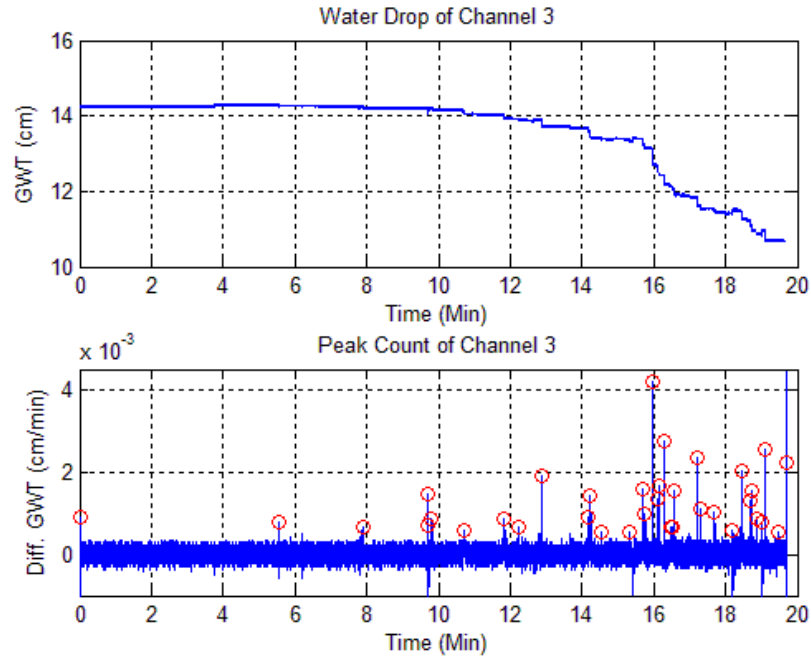 Water Drop of Channel 3
16
14
12
10
GWT (cm)
0 2 4 6 8 10 12 14 16 18 20
Time (Min)
x 10^-3
Peak Count of Channel 3
4
2
0
Diff. GWT (cm/min)
0 2 4 6 8 10 12 14 16 18 20
Time (Min)